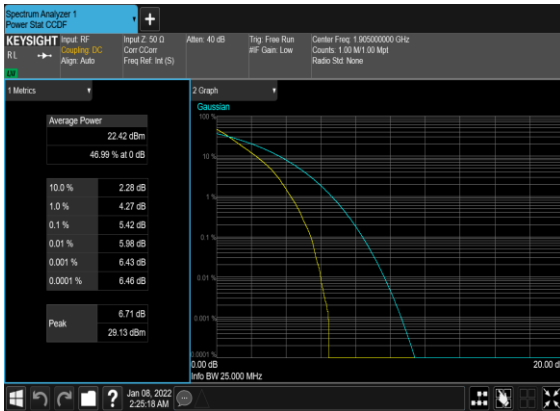 Spectrum Analyzer 1
Power Stat CCDF
KEYSIGHT
RL
LM
Input: RF
Coupling: DC
Align: Auto
Input Z: 50 Ω
Corr CCorr
Freq Ref: Int (S)
Atten: 40 dB
Trig: Free Run
#IF Gain: Low
Center Freq: 1.905000000 GHz
Counts: 1.00 M/1.00 Mpt
Radio Std: None
1 Metrics
Average Power
22.42 dBm
46.99 % at 0 dB
10.0 % 2.28 dB
1.0 % 4.27 dB
0.1 % 5.42 dB
0.01 % 5.98 dB
0.001 % 6.43 dB
0.0001 % 6.46 dB
Peak
6.71 dB
29.13 dBm
2 Graph
Gaussian
100 %
10 %
1 %
0.1 %
0.01 %
0.001 %
0.0001 %
0.00 dB
20.00 d
Info BW 25.000 MHz
Jan 08, 2022
2:25:18 AM